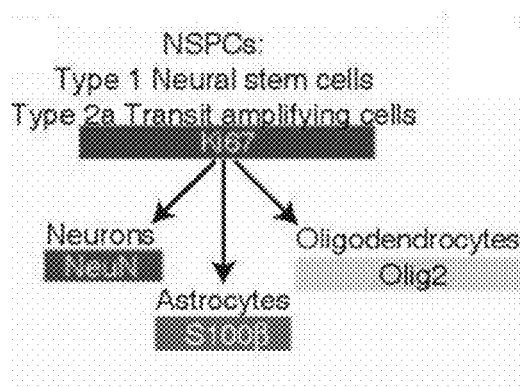 NSPCs:
Type 1 Neural stem cells
Type 2a Transit amplifying cells
Ki67
Neurons
NeuN
Oligodendrocytes
Olig2
Astrocytes
S100β